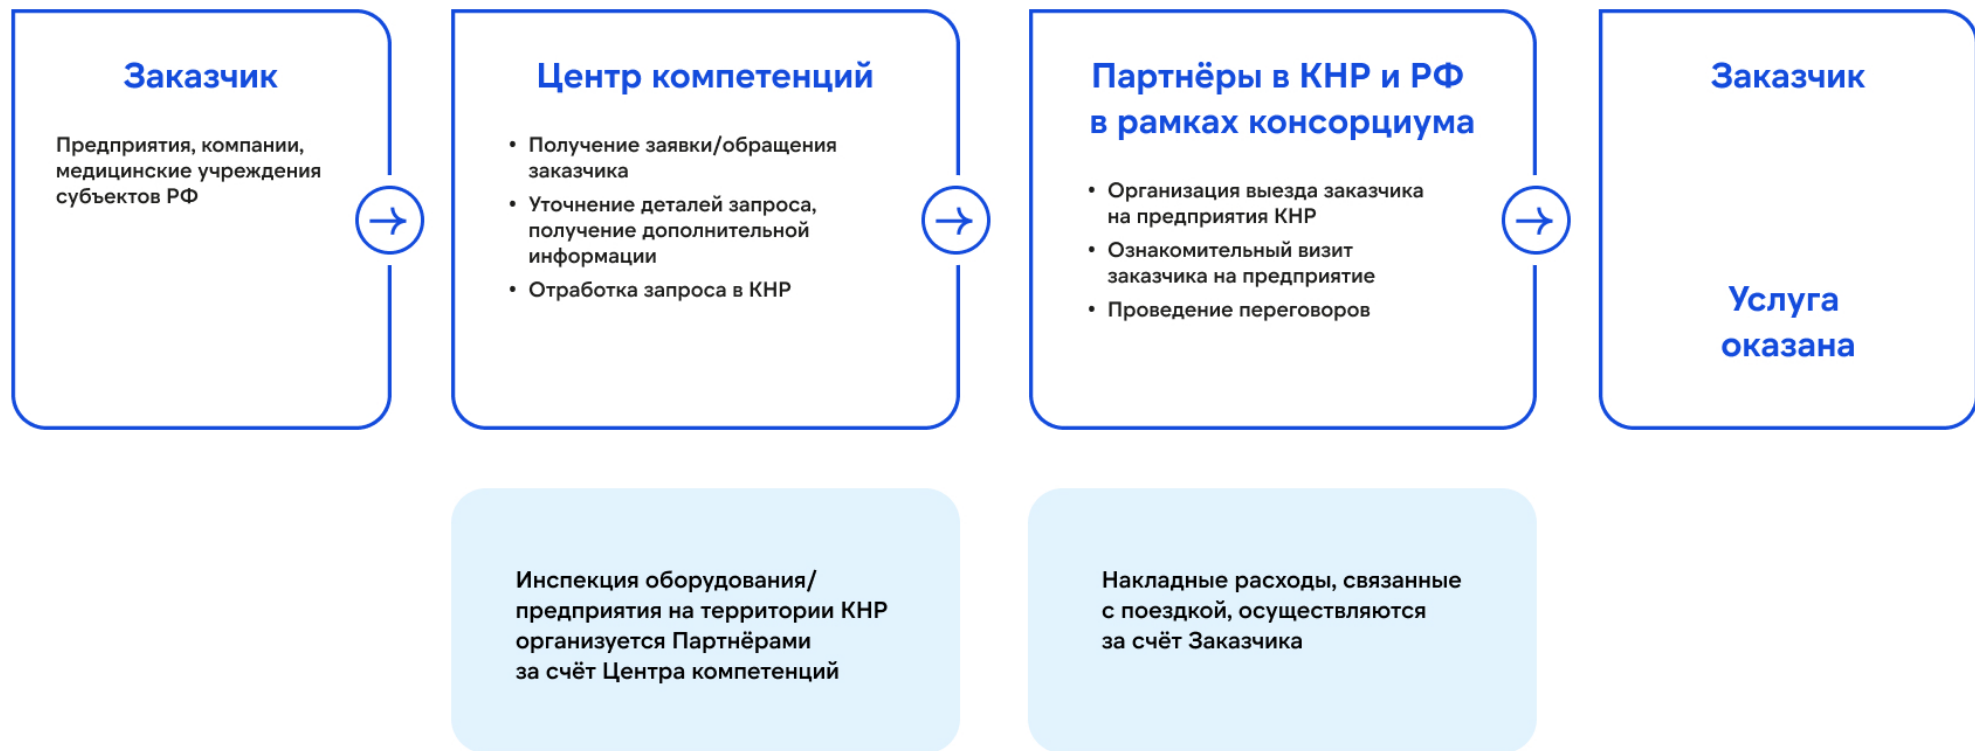 Заказчик
Предприятия, компании,
медицинские учреждения
субъектов РФ
Центр компетенций
• Получение заявки/обращения
заказчика
• Уточнение деталей запроса,
получение дополнительной
информации
• Отработка запроса в КНР
Партнёры в КНР и РФ
в рамках консорциума
• Организация выезда заказчика
на предприятия КНР
• Ознакомительный визит
заказчика на предприятие
• Проведение переговоров
Заказчик
Услуга
оказана
Инспекция оборудования/
предприятия на территории КНР
организуется Партнёрами
за счёт Центра компетенций
Накладные расходы, связанные
с поездкой, осуществляются
за счёт Заказчика